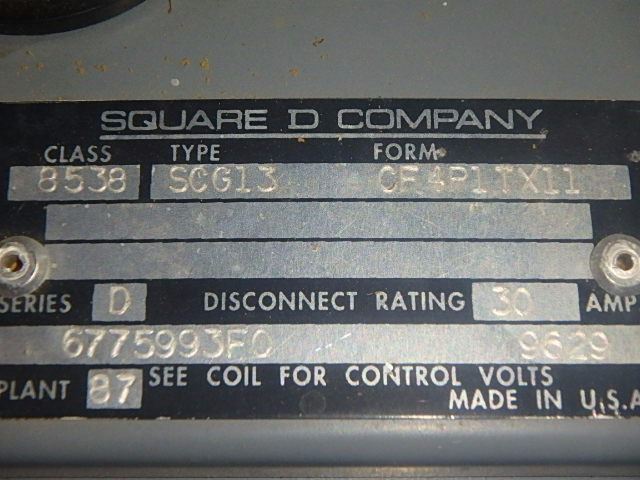 SQUARE D COMPANY
CLASS TYPE FORM
8538 SCG13 CF4P1TX11
SERIES D DISCONNECT RATING 30 AMP
6775993F0 9629
PLANT 87 SEE COIL FOR CONTROL VOLTS
MADE IN U.S.A